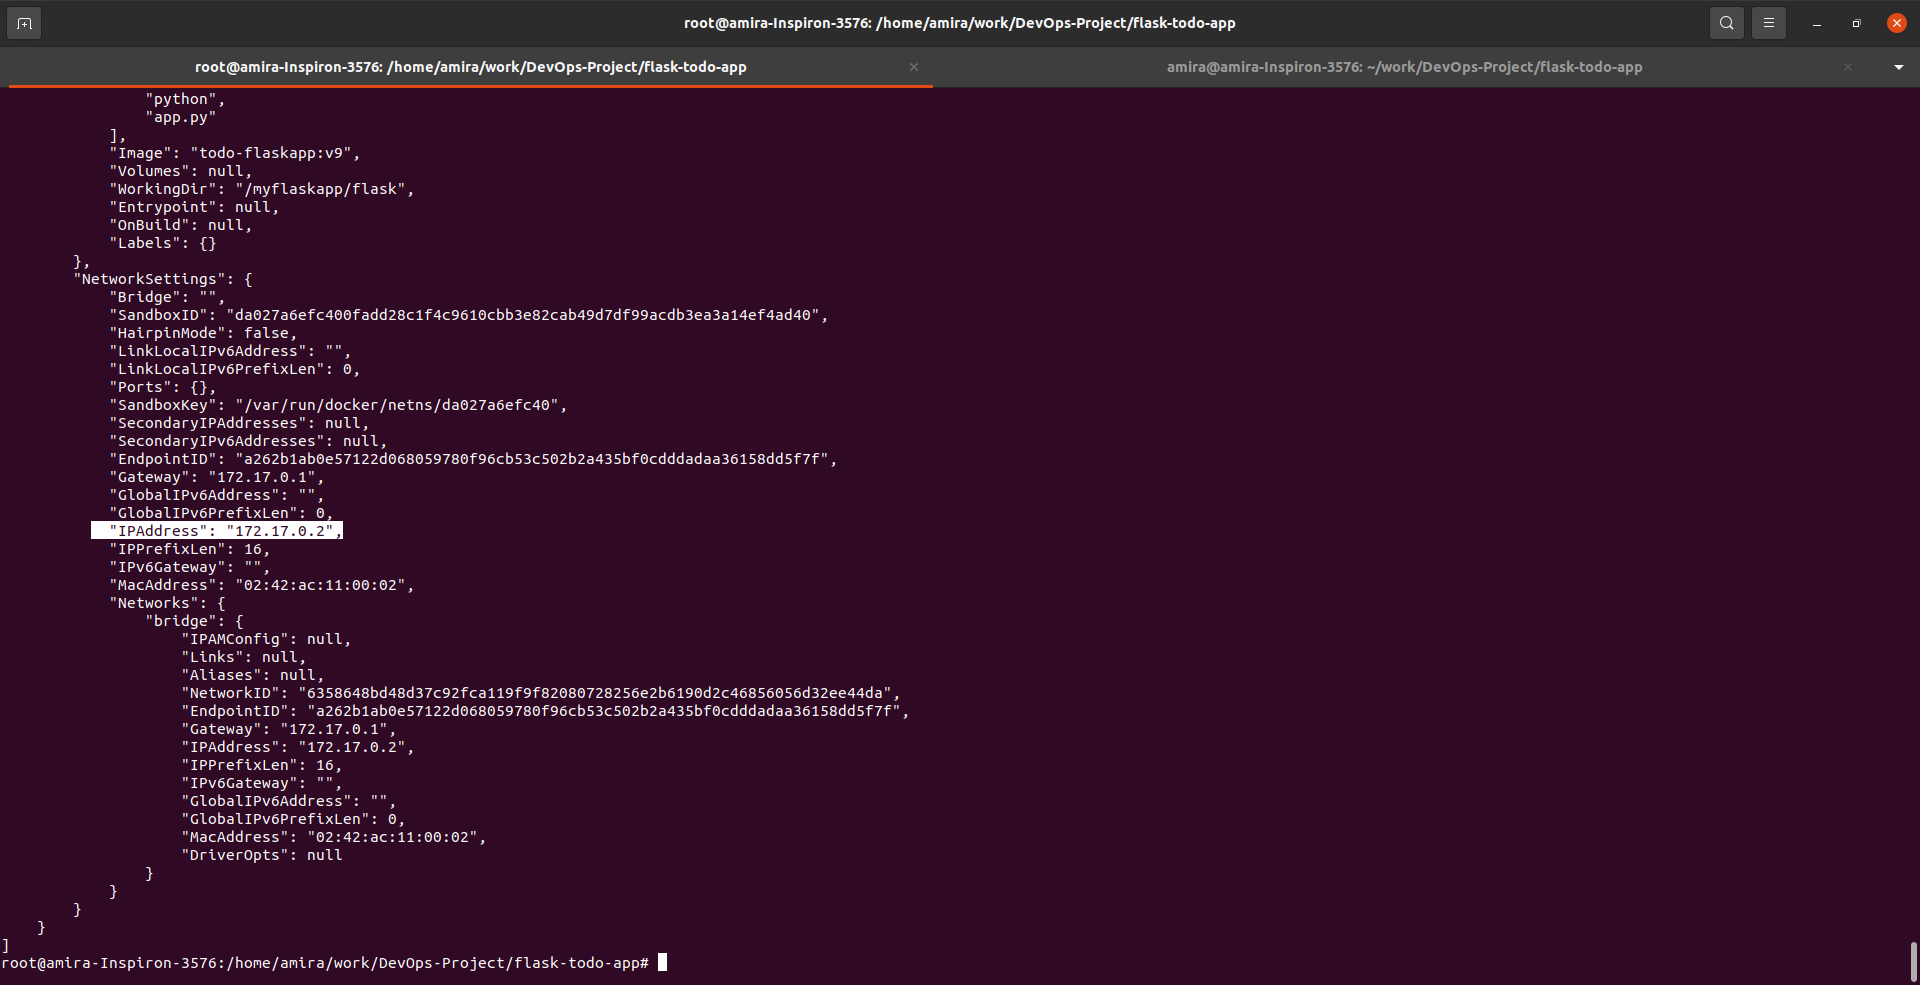 root@amira-Inspiron-3576: /home/amira/work/DevOps-Project/flask-todo-app
root@amira-Inspiron-3576: /home/amira/work/DevOps-Project/flask-todo-app
amira@amira-Inspiron-3576: ~/work/DevOps-Project/flask-todo-app
"python",
"app.py"
],
"Image": "todo-flaskapp:v9",
"Volumes": null,
"WorkingDir": "/myflaskapp/flask",
"Entrypoint": null,
"OnBuild": null,
"Labels": {}
},
"NetworkSettings": {
"Bridge": "",
"SandboxID": "da027a6efc400fadd28c1f4c9610cbb3e82cab49d7df99acdb3ea3a14ef4ad40",
"HairpinMode": false,
"LinkLocalIPv6Address": "",
"LinkLocalIPv6PrefixLen": 0,
"Ports": {},
"SandboxKey": "/var/run/docker/netns/da027a6efc40",
"SecondaryIPAddresses": null,
"SecondaryIPv6Addresses": null,
"EndpointID": "a262b1ab0e57122d068059780f96cb53c502b2a435bf0cdddadaa36158dd5f7f",
"Gateway": "172.17.0.1",
"GlobalIPv6Address": "",
"GlobalIPv6PrefixLen": 0,
"IPAddress": "172.17.0.2",
"IPPrefixLen": 16,
"IPv6Gateway": "",
"MacAddress": "02:42:ac:11:00:02",
"Networks": {
"bridge": {
"IPAMConfig": null,
"Links": null,
"Aliases": null,
"NetworkID": "6358648bd48d37c92fca119f9f82080728256e2b6190d2c46856056d32ee44da",
"EndpointID": "a262b1ab0e57122d068059780f96cb53c502b2a435bf0cdddadaa36158dd5f7f",
"Gateway": "172.17.0.1",
"IPAddress": "172.17.0.2",
"IPPrefixLen": 16,
"IPv6Gateway": "",
"GlobalIPv6Address": "",
"GlobalIPv6PrefixLen": 0,
"MacAddress": "02:42:ac:11:00:02",
"DriverOpts": null
}
}
}
}
]
root@amira-Inspiron-3576:/home/amira/work/DevOps-Project/flask-todo-app#